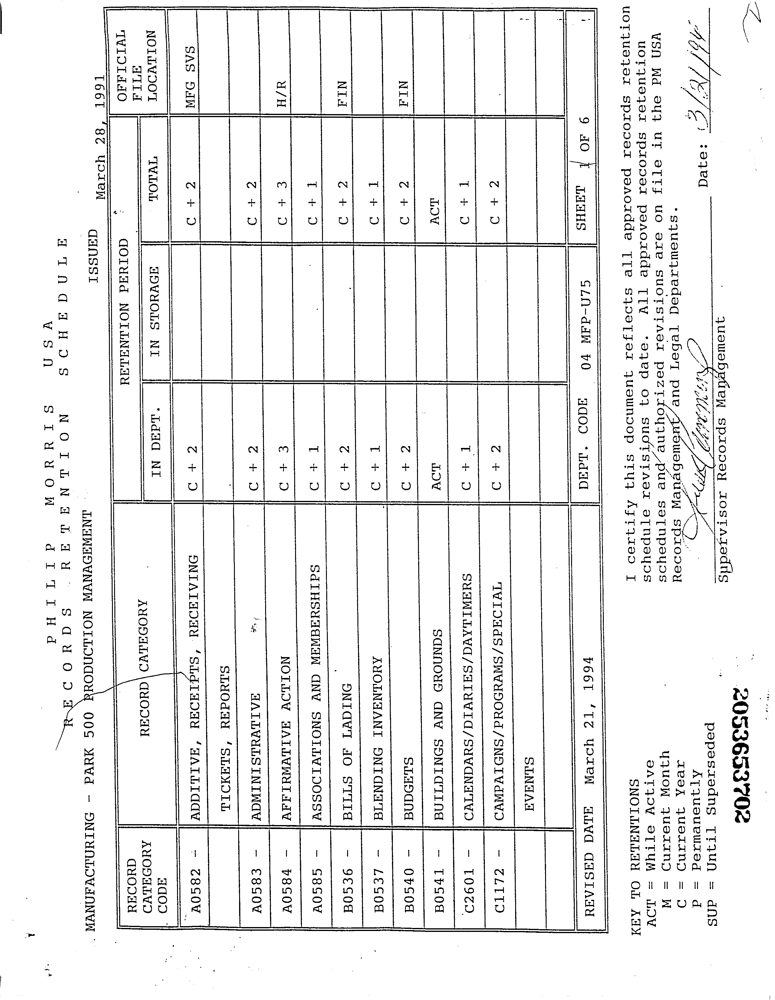 PHILIP MORRIS USA
RECORDS RETENTION SCHEDULE
ISSUED March 28, 1991
MANUFACTURING - PARK 500 PRODUCTION MANAGEMENT
RECORD CATEGORY CODE | RECORD CATEGORY | RETENTION PERIOD | OFFICIAL FILE LOCATION
IN DEPT. | IN STORAGE | TOTAL
A0582 - | ADDITIVE, RECEIPTS, RECEIVING | C + 2 | | C + 2 | MFG SVS
TICKETS, REPORTS
A0583 - | ADMINISTRATIVE | C + 2 | | C + 2
A0584 - | AFFIRMATIVE ACTION | C + 3 | | C + 3 | H/R
A0585 - | ASSOCIATIONS AND MEMBERSHIPS | C + 1 | | C + 1
B0536 - | BILLS OF LADING | C + 2 | | C + 2 | FIN
B0537 - | BLENDING INVENTORY | C + 1 | | C + 1
B0540 - | BUDGETS | C + 2 | | C + 2 | FIN
B0541 - | BUILDINGS AND GROUNDS | ACT | | ACT
C2601 - | CALENDARS/DIARIES/DAYTIMERS | C + 1 | | C + 1
C1172 - | CAMPAIGNS/PROGRAMS/SPECIAL | C + 2 | | C + 2
EVENTS
REVISED DATE March 21, 1994 | DEPT. CODE 04 MFP-U75 | SHEET 1 OF 6
KEY TO RETENTIONS
ACT = While Active
M = Current Month
C = Current Year
P = Permanently
SUP = Until Superseded
I certify this document reflects all approved records retention
schedule revisions to date. All approved records retention
schedules and authorized revisions are on file in the PM USA
Records Management and Legal Departments.
Date: 3/21/94
Supervisor Records Management
2053653702